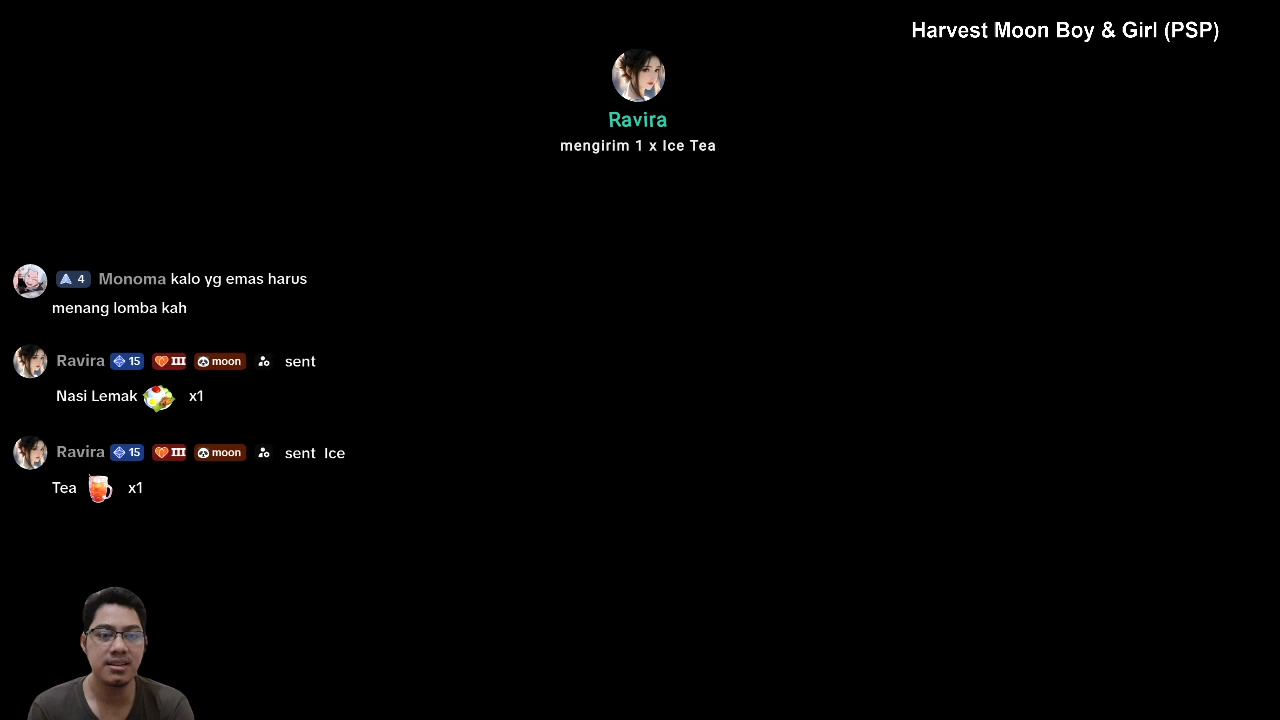 Harvest Moon Boy & Girl (PSP)
Ravira
mengirim 1 x Ice Tea
4 Monoma kalo yg emas harus
menang lomba kah
Ravira 15 III moon sent
Nasi Lemak x1
Ravira 15 III moon sent Ice
Tea x1